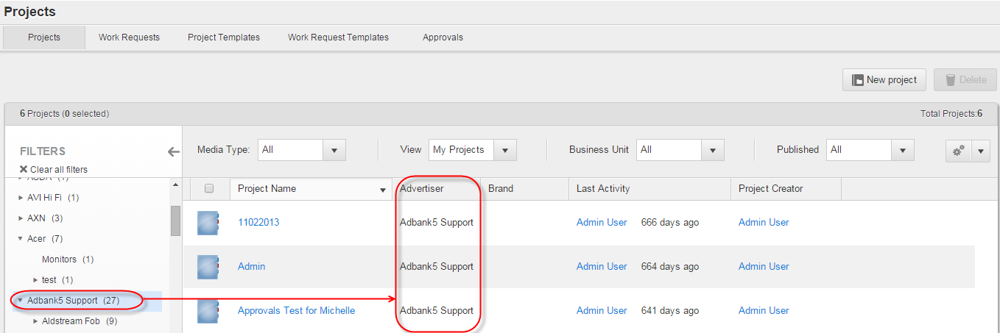 Projects
Projects Work Requests Project Templates Work Request Templates Approvals
New project Delete
6 Projects (0 selected) Total Projects:6
FILTERS
Clear all filters
Media Type: All View My Projects Business Unit All Published All
AVI Hi Fi (1)
AXN (3)
Acer (7)
Monitors (1)
test (1)
Adbank5 Support (27)
Aldstream Fob (9)
Project Name Advertiser Brand Last Activity Project Creator
11022013 Adbank5 Support Admin User 666 days ago Admin User
Admin Adbank5 Support Admin User 664 days ago Admin User
Approvals Test for Michelle Adbank5 Support Admin User 641 days ago Admin User